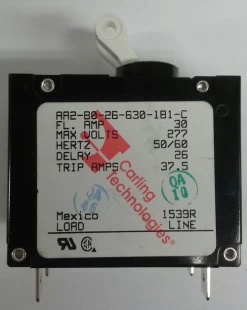 AA2-B0-26-630-1B1-C
FL. AMP 30
MAX VOLTS 277
HERTZ 50/60
DELAY 26
TRIP AMPS 37.5
Carling
Technologies
QA
10
Mexico 1539R
LOAD LINE